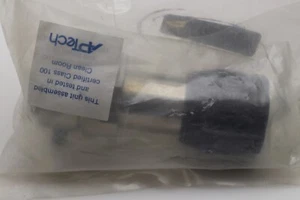 APTech
This unit assembled
and tested in
certified Class 100
Clean Room